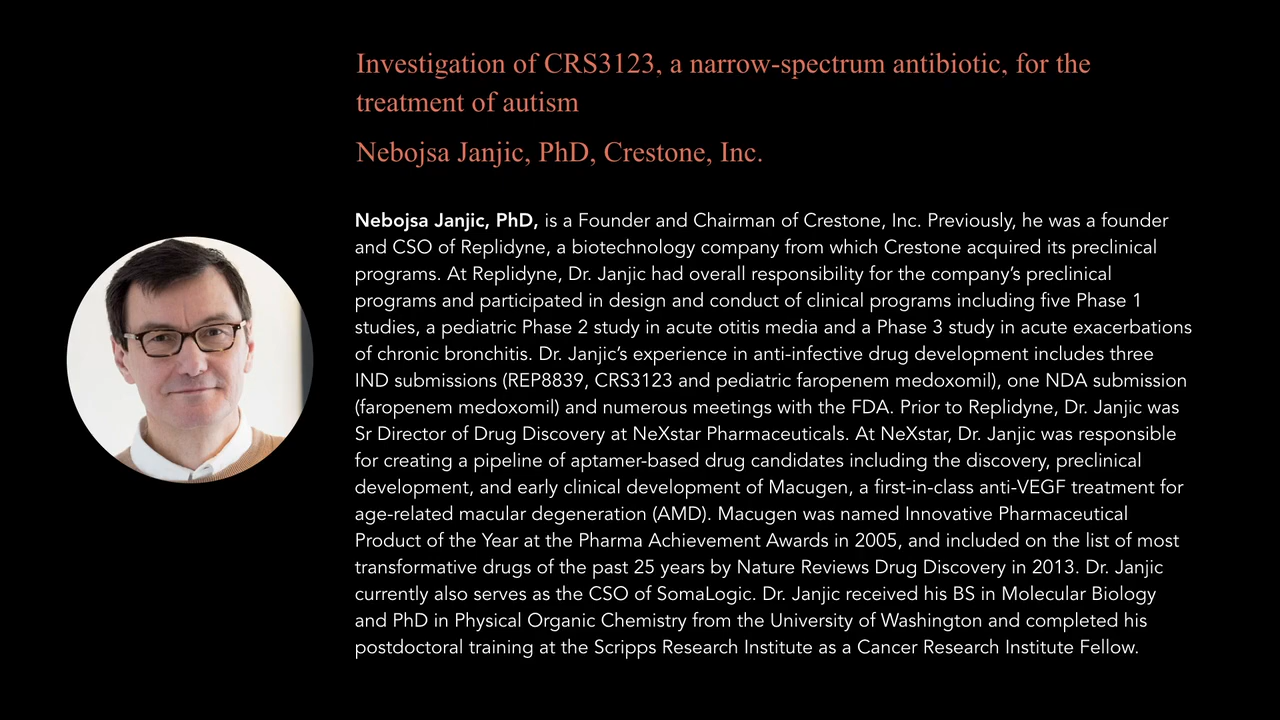 Investigation of CRS3123, a narrow-spectrum antibiotic, for the
treatment of autism
Nebojsa Janjic, PhD, Crestone, Inc.
Nebojsa Janjic, PhD, is a Founder and Chairman of Crestone, Inc. Previously, he was a founder
and CSO of Replidyne, a biotechnology company from which Crestone acquired its preclinical
programs. At Replidyne, Dr. Janjic had overall responsibility for the company’s preclinical
programs and participated in design and conduct of clinical programs including five Phase 1
studies, a pediatric Phase 2 study in acute otitis media and a Phase 3 study in acute exacerbations
of chronic bronchitis. Dr. Janjic’s experience in anti-infective drug development includes three
IND submissions (REP8839, CRS3123 and pediatric faropenem medoxomil), one NDA submission
(faropenem medoxomil) and numerous meetings with the FDA. Prior to Replidyne, Dr. Janjic was
Sr Director of Drug Discovery at NeXstar Pharmaceuticals. At NeXstar, Dr. Janjic was responsible
for creating a pipeline of aptamer-based drug candidates including the discovery, preclinical
development, and early clinical development of Macugen, a first-in-class anti-VEGF treatment for
age-related macular degeneration (AMD). Macugen was named Innovative Pharmaceutical
Product of the Year at the Pharma Achievement Awards in 2005, and included on the list of most
transformative drugs of the past 25 years by Nature Reviews Drug Discovery in 2013. Dr. Janjic
currently also serves as the CSO of SomaLogic. Dr. Janjic received his BS in Molecular Biology
and PhD in Physical Organic Chemistry from the University of Washington and completed his
postdoctoral training at the Scripps Research Institute as a Cancer Research Institute Fellow.